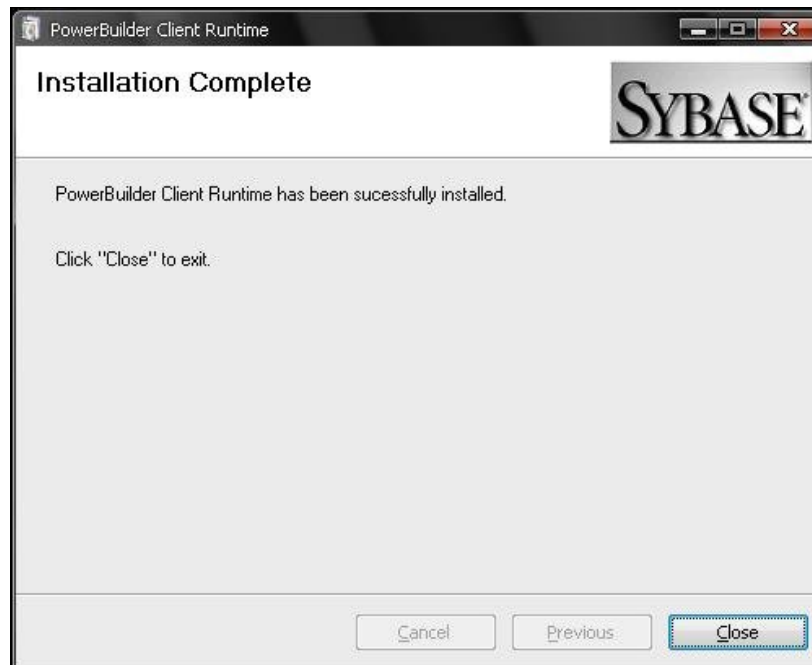 PowerBuilder Client Runtime
Installation Complete
SYBASE
PowerBuilder Client Runtime has been sucessfully installed.
Click "Close" to exit.
Cancel
Previous
Close